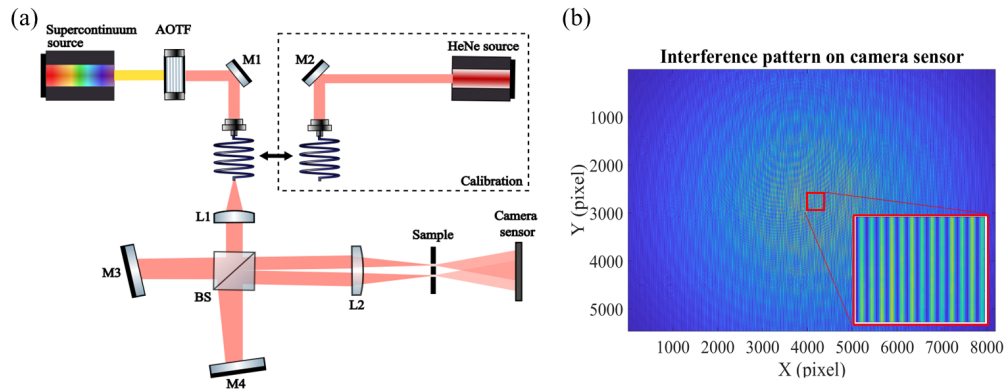 (a)
Supercontinuum
source
AOTF
M1
M2
HeNe source
Calibration
L1
M3
BS
L2
Sample
Camera
sensor
M4
(b)
Interference pattern on camera sensor
Y (pixel)
1000
2000
3000
4000
5000
1000 2000 3000 4000 5000 6000 7000 8000
X (pixel)